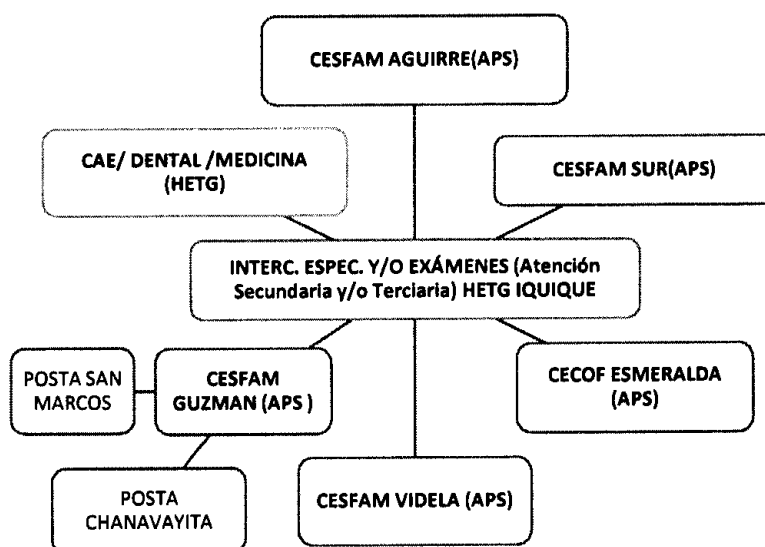 CESFAM AGUIRRE(APS)
CAE/ DENTAL /MEDICINA
(HETG)
CESFAM SUR(APS)
INTERC. ESPEC. Y/O EXÁMENES (Atención
Secundaria y/o Terciaria) HETG IQUIQUE
POSTA SAN
MARCOS
CESFAM
GUZMAN (APS )
CECOF ESMERALDA
(APS)
POSTA
CHANAVAYITA
CESFAM VIDELA (APS)